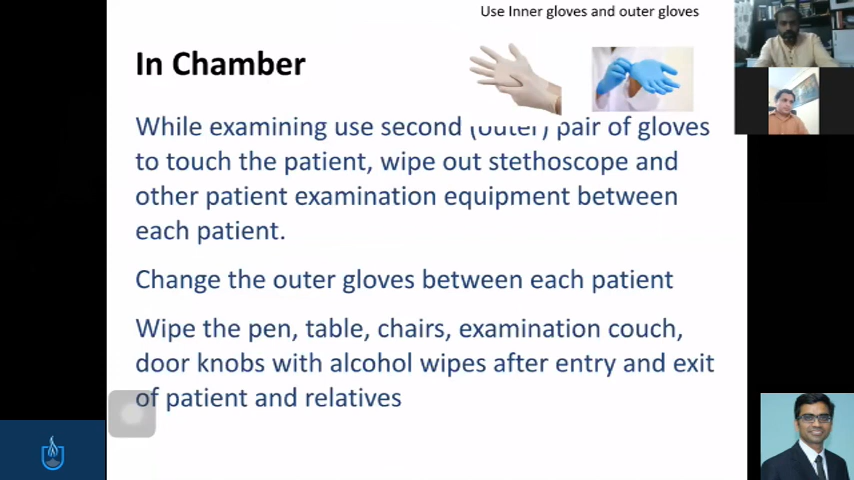 Use Inner gloves and outer gloves
In Chamber
While examining use second (outer) pair of gloves
to touch the patient, wipe out stethoscope and
other patient examination equipment between
each patient.
Change the outer gloves between each patient
Wipe the pen, table, chairs, examination couch,
door knobs with alcohol wipes after entry and exit
of patient and relatives